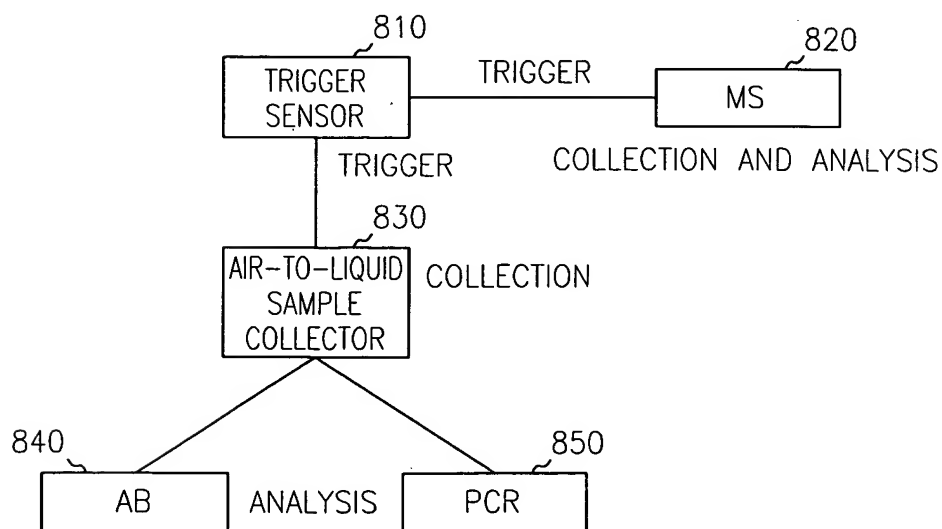 810
TRIGGER
SENSOR
TRIGGER
820
MS
COLLECTION AND ANALYSIS
TRIGGER
830
AIR-TO-LIQUID
SAMPLE
COLLECTOR
COLLECTION
840
AB
ANALYSIS
850
PCR